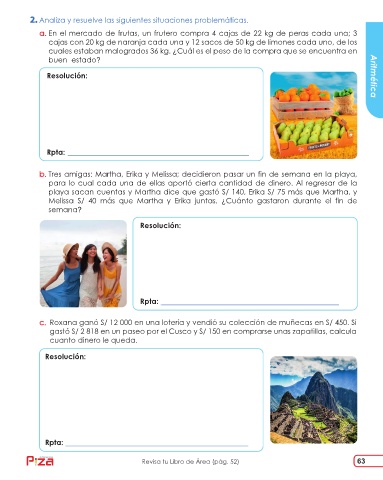 2. Analiza y resuelve las siguientes situaciones problemáticas.
a. En el mercado de frutas, un frutero compra 4 cajas de 22 kg de peras cada una; 3
cajas con 20 kg de naranja cada una y 12 sacos de 50 kg de limones cada uno, de los
cuales estaban malogrados 36 kg. ¿Cuál es el peso de la compra que se encuentra en
buen estado?
Aritmética
Resolución:
Rpta:
b. Tres amigas: Martha, Erika y Melissa; decidieron pasar un fin de semana en la playa,
para lo cual cada una de ellas aportó cierta cantidad de dinero. Al regresar de la
playa sacan cuentas y Martha dice que gastó S/ 140, Erika S/ 75 más que Martha, y
Melissa S/ 40 más que Martha y Erika juntas. ¿Cuánto gastaron durante el fin de
semana?
Resolución:
Rpta:
c. Roxana ganó S/ 12 000 en una lotería y vendió su colección de muñecas en S/ 450. Si
gastó S/ 2 818 en un paseo por el Cusco y S/ 150 en comprarse unas zapatillas, calcula
cuanto dinero le queda.
Resolución:
Rpta:
Revisa tu Libro de Área (pág. 52)
63